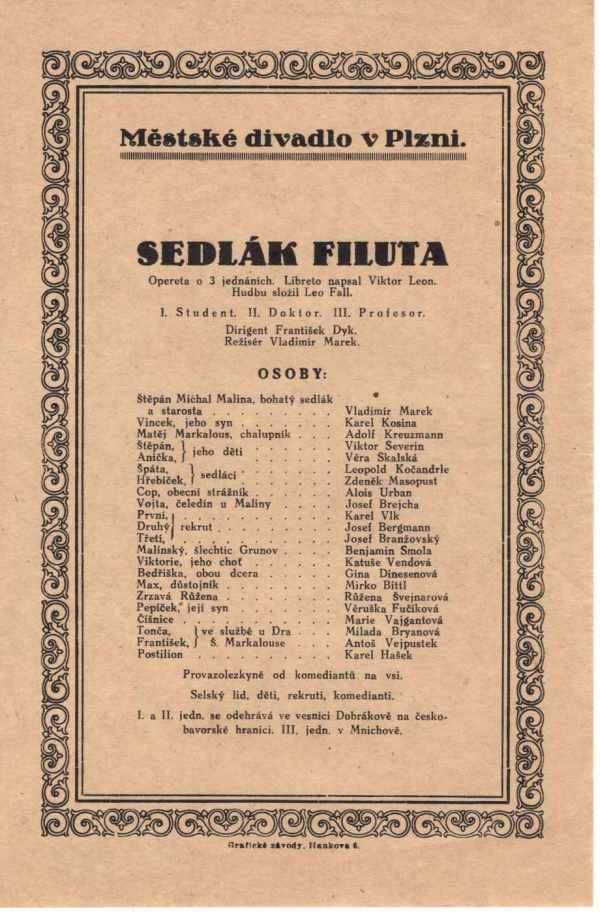 Městské divadlo v Plzni.
SEDLÁK FILUTA
Opereta o 3 jednáních. Libreto napsal Viktor Leon.
Hudbu složil Leo Fall.
I. Student. II. Doktor. III. Profesor.
Dirigent František Dyk.
Režisér Vladimír Marek.
OSOBY:
Štěpán Michal Malina, bohatý sedlák
a starosta . . . . . . . . . Vladimír Marek
Vincek, jeho syn . . . . . . . Karel Kosina
Matěj Markalous, chalupník . . . Adolf Kreuzmann
Štěpán, } jeho děti . . . . . . Viktor Severin
Anička, } Věra Skalská
Špáta, } sedláci . . . . . . Leopold Kočandrle
Hřebíček, } Zdeněk Masopust
Cop, obecní strážník . . . . . . Alois Urban
Vojta, čeledín u Maliny . . . . . Josef Brejcha
První, } Karel Vlk
Druhý } rekrut . . . . . . . . Josef Bergmann
Třetí, } Josef Branžovský
Malínský, šlechtic Grunov . . . . Benjamin Smola
Viktorie, jeho choť . . . . . . Katuše Vendová
Bedřiška, obou dcera . . . . . . Gina Dinesenová
Max, důstojník . . . . . . . . Mirko Bittl
Zrzavá Růžena . . . . . . . . Růžena Švejnarová
Pepíček, její syn . . . . . . . Věruška Fučíková
Číšnice . . . . . . . . . . Marie Vajgantová
Tonča, } ve službě u Dra . . . Milada Bryanová
František, } Š. Markalouse . . . Antoš Vejpustek
Postilion . . . . . . . . . Karel Hašek
Provazolezkyně od komediantů na vsi.
Selský lid, děti, rekruti, komedianti.
I. a II. jedn. se odehrává ve vesnici Dobrákově na česko-
bavorské hranici. III. jedn. v Mnichově.
Grafické závody, Hankova 6.